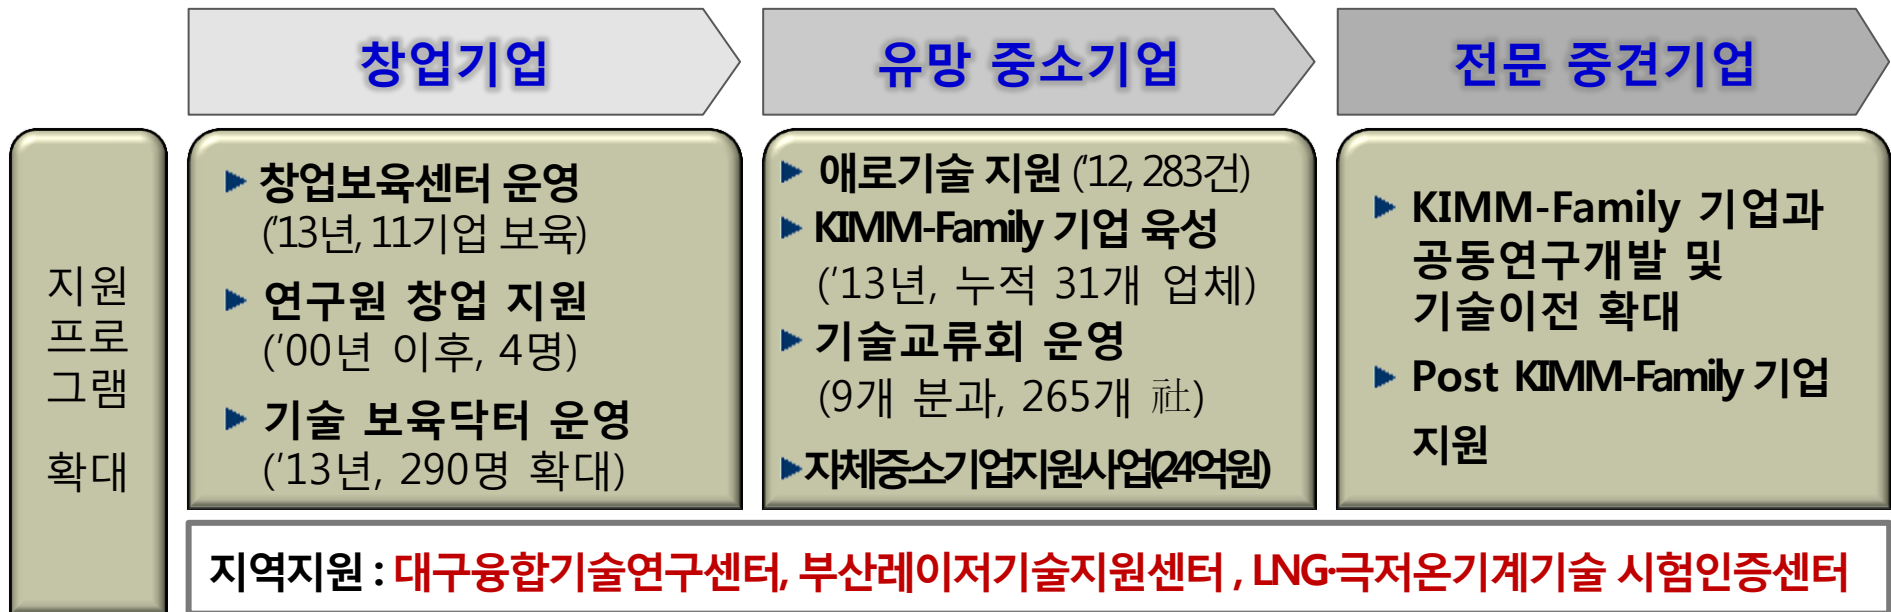 창업기업
유망 중소기업
전문 중견기업
지원
프로
그램
확대
▶ 창업보육센터 운영
('13년, 11기업 보육)
▶ 연구원 창업 지원
('00년 이후, 4명)
▶ 기술 보육닥터 운영
('13년, 290명 확대)
▶ 애로기술 지원 ('12, 283건)
▶ KIMM-Family 기업 육성
('13년, 누적 31개 업체)
▶ 기술교류회 운영
(9개 분과, 265개 社)
▶자체중소기업지원사업(24억원)
▶ KIMM-Family 기업과
공동연구개발 및
기술이전 확대
▶ Post KIMM-Family 기업
지원
지역지원 : 대구융합기술연구센터, 부산레이저기술지원센터 , LNG·극저온기계기술 시험인증센터